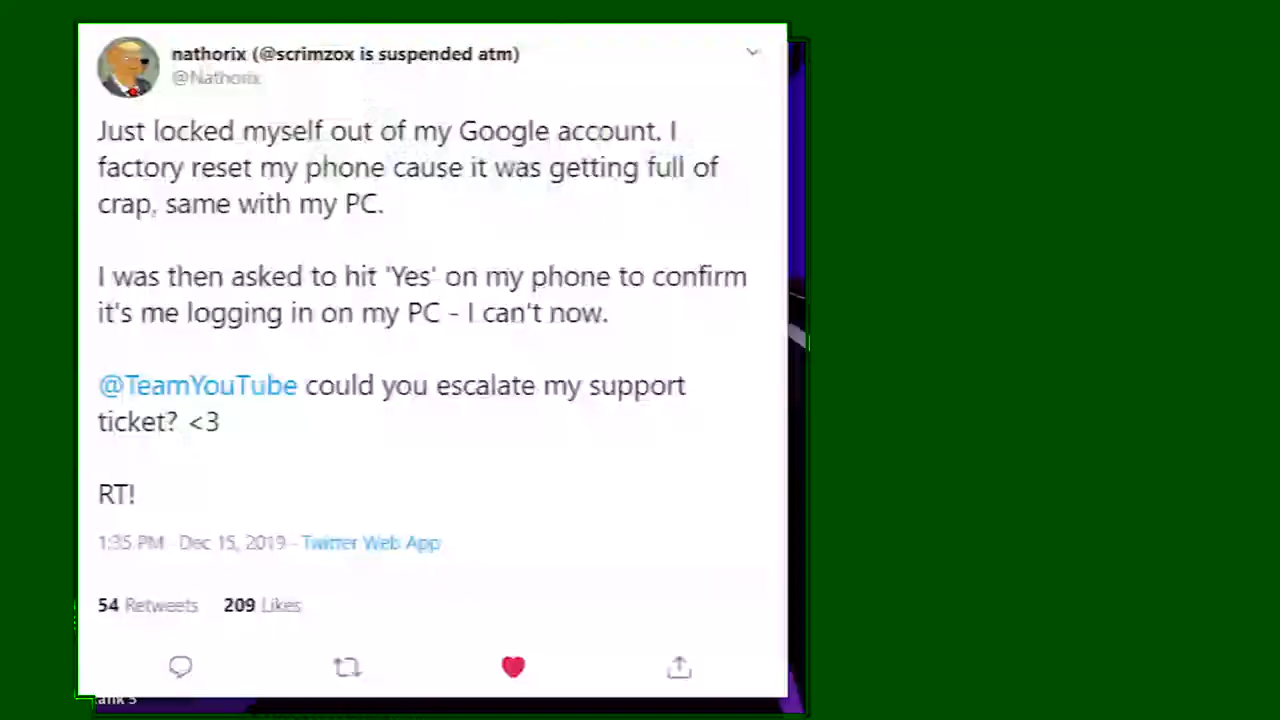 nathorix (@scrimzox is suspended atm)
@Nathorix
Just locked myself out of my Google account. I
factory reset my phone cause it was getting full of
crap, same with my PC.
I was then asked to hit 'Yes' on my phone to confirm
it's me logging in on my PC - I can't now.
@TeamYouTube could you escalate my support
ticket? <3
RT!
1:35 PM · Dec 15, 2019 · Twitter Web App
54 Retweets 209 Likes